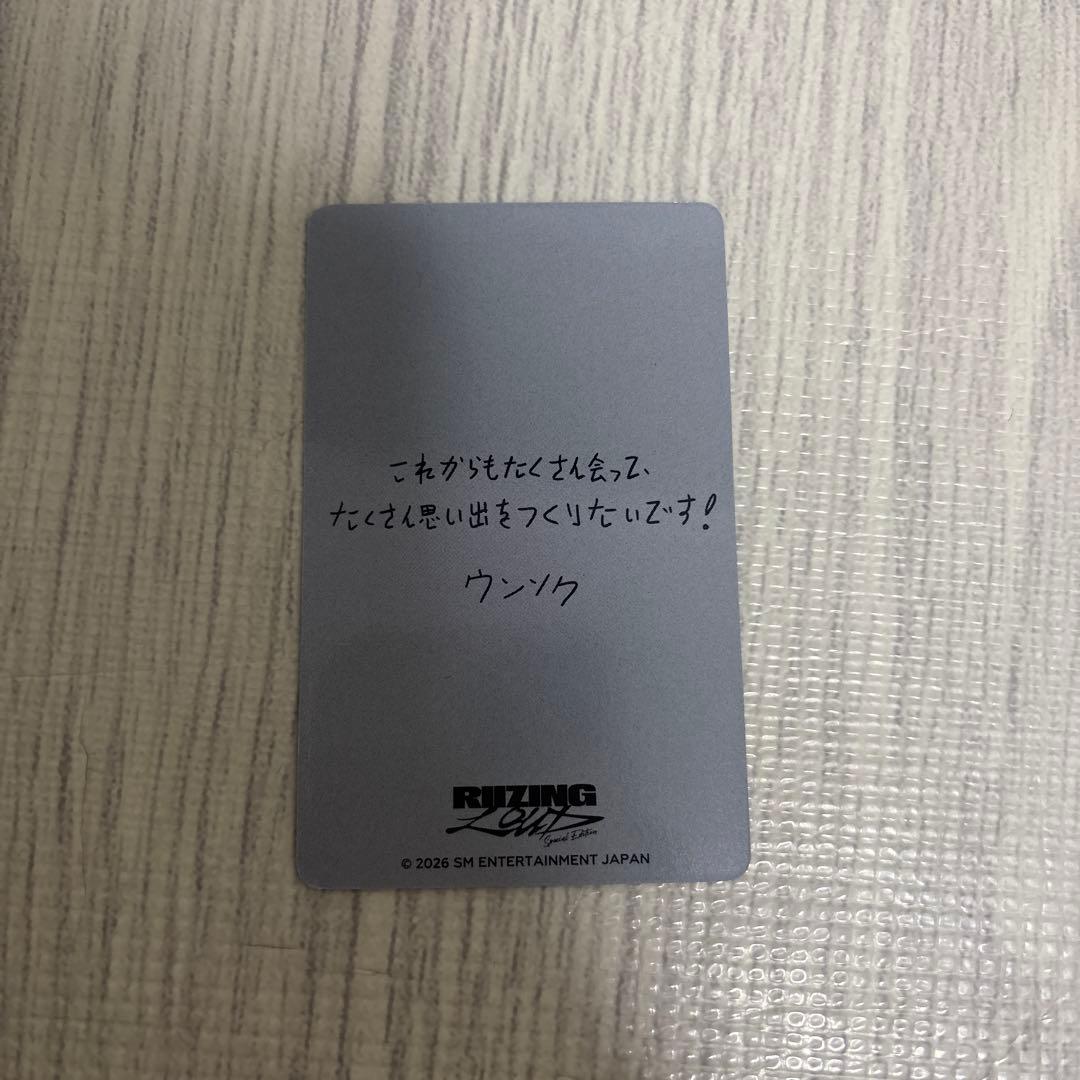 これからもたくさん会って、
たくさん思い出をつくりたいです!
ウンソク
RIIZING
LOUD
Special Edition
© 2026 SM ENTERTAINMENT JAPAN